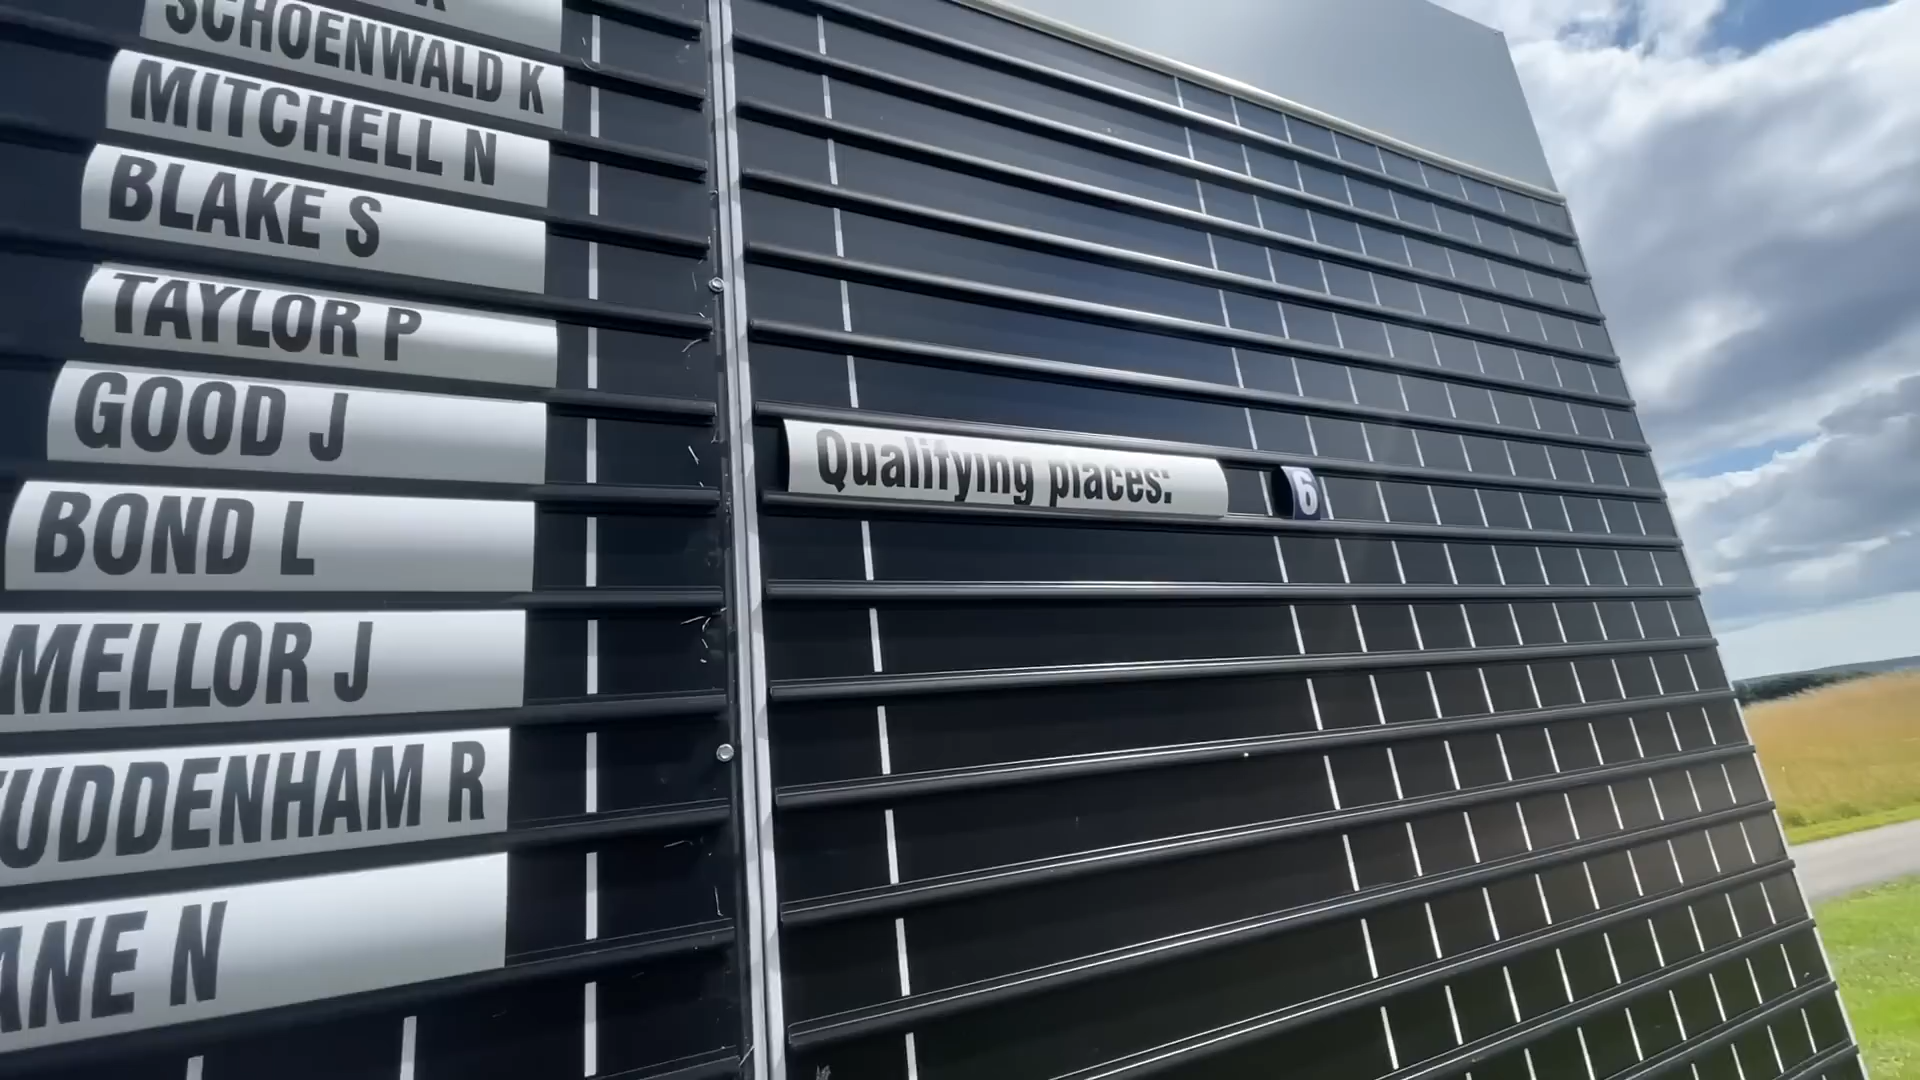 SCHOENWALD K
MITCHELL N
BLAKE S
TAYLOR P
GOOD J
BOND L
MELLOR J
UDDENHAM R
ANE N
Qualifying places: 6